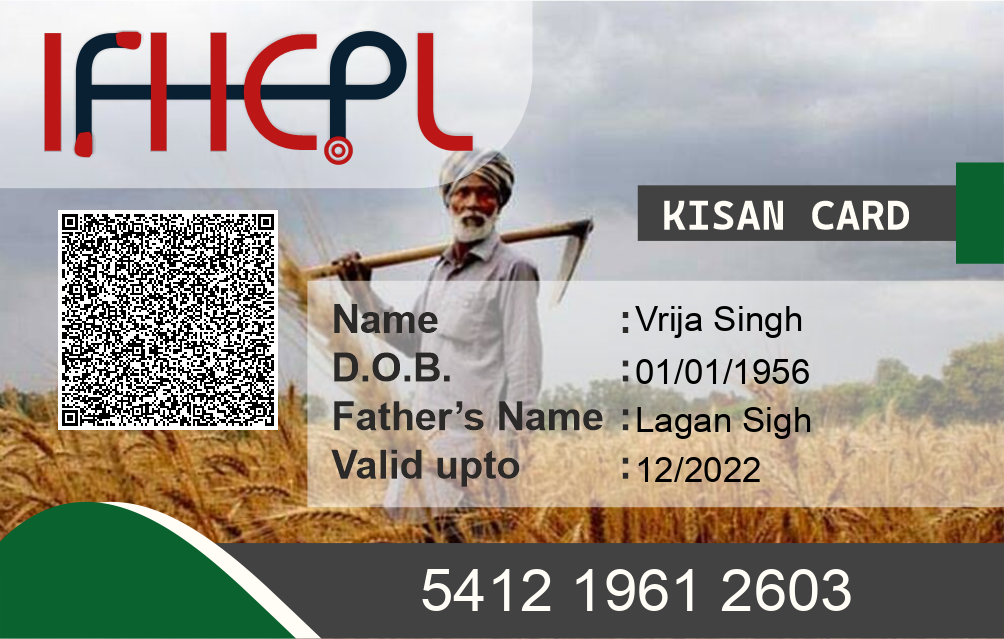 IFHEPL
KISAN CARD
Name : Vrija Singh
D.O.B. : 01/01/1956
Father's Name : Lagan Sigh
Valid upto : 12/2022
5412 1961 2603